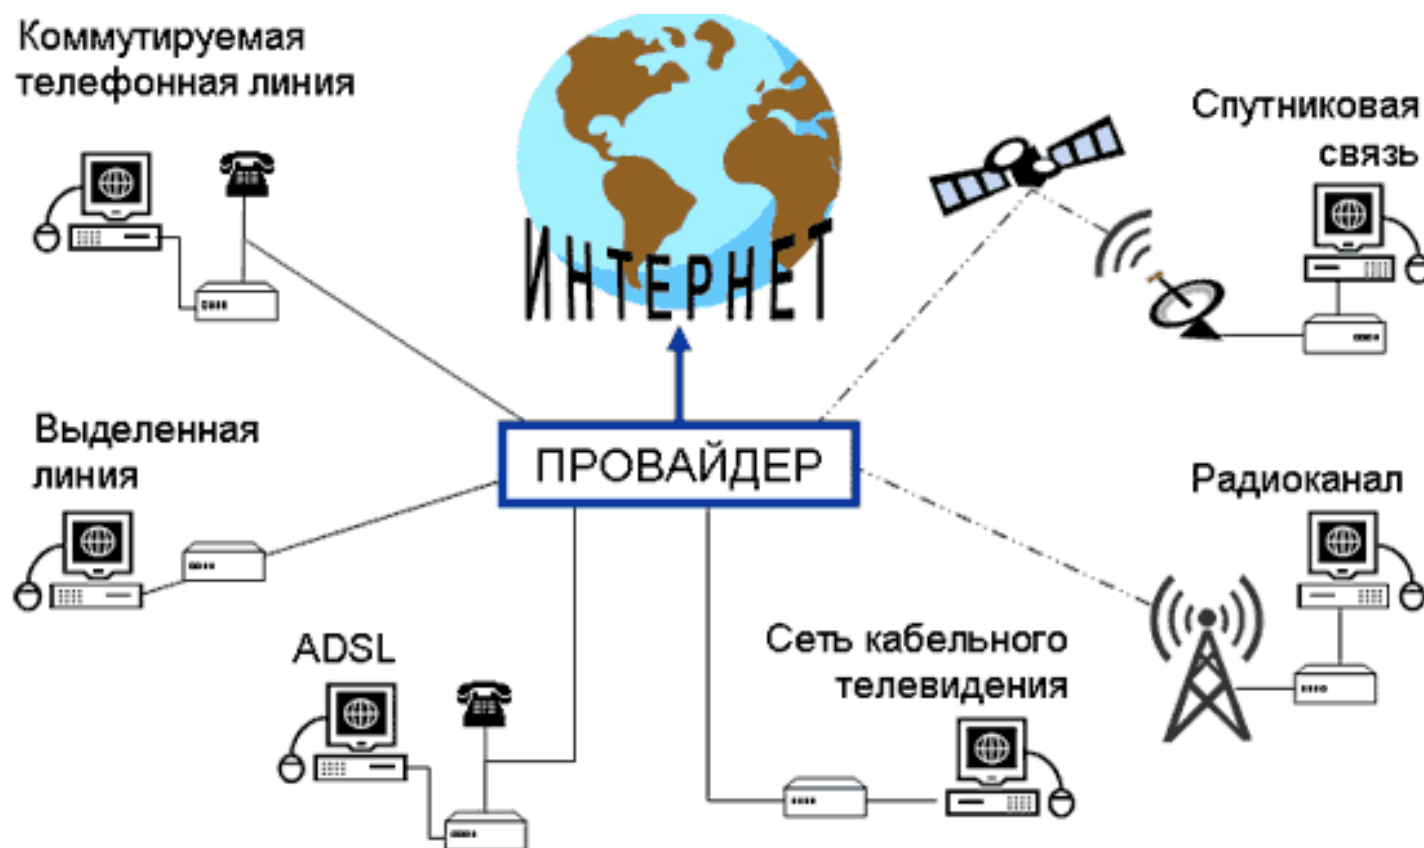 Коммутируемая
телефонная линия
ИНТЕРНЕТ
Спутниковая
связь
Выделенная
линия
ПРОВАЙДЕР
Радиоканал
ADSL
Сеть кабельного
телевидения